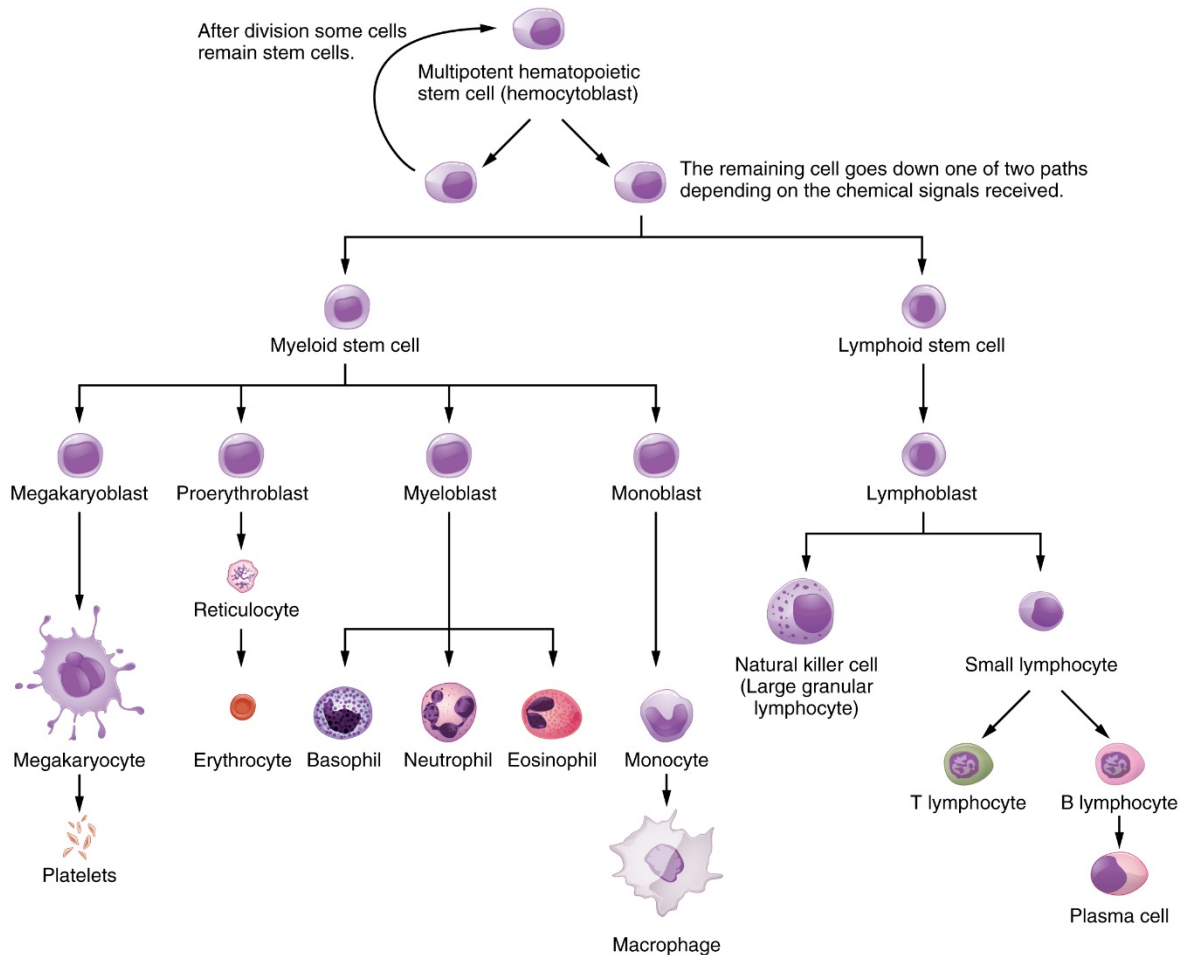 After division some cells
remain stem cells.
Multipotent hematopoietic
stem cell (hemocytoblast)
The remaining cell goes down one of two paths
depending on the chemical signals received.
Myeloid stem cell
Lymphoid stem cell
Megakaryoblast
Proerythroblast
Myeloblast
Monoblast
Lymphoblast
Reticulocyte
Natural killer cell
(Large granular
lymphocyte)
Small lymphocyte
Megakaryocyte
Erythrocyte
Basophil
Neutrophil
Eosinophil
Monocyte
T lymphocyte
B lymphocyte
Platelets
Plasma cell
Macrophage